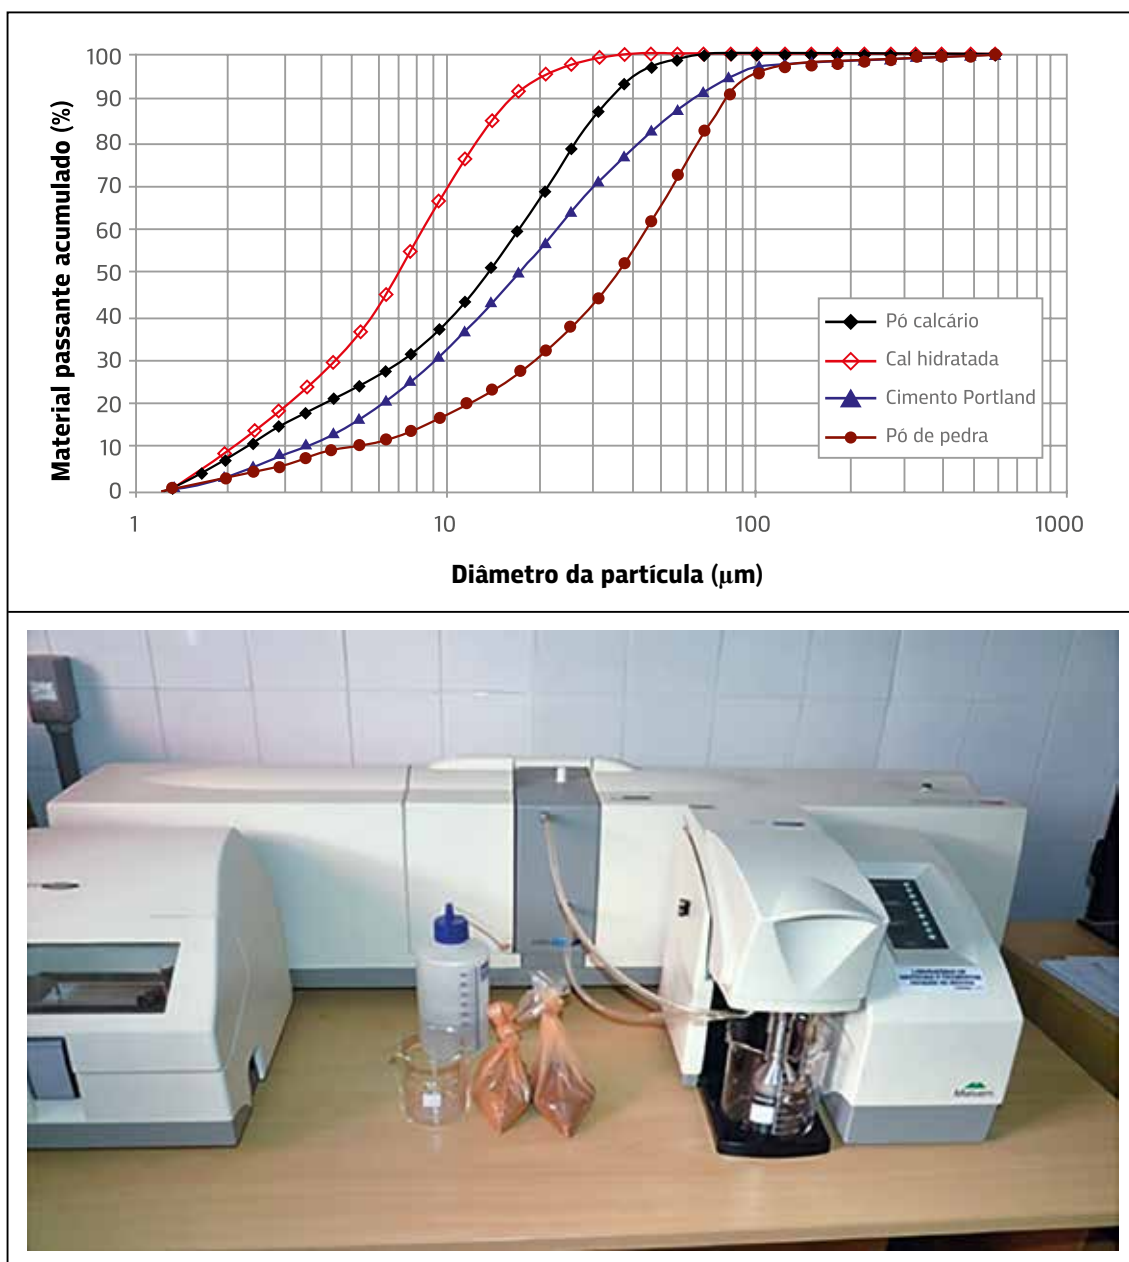 Material passante acumulado (%)
100
90
80
70
60
50
40
30
20
10
0
1
10
100
1000
Diâmetro da partícula (µm)
Pó calcário
Cal hidratada
Cimento Portland
Pó de pedra
Malvern